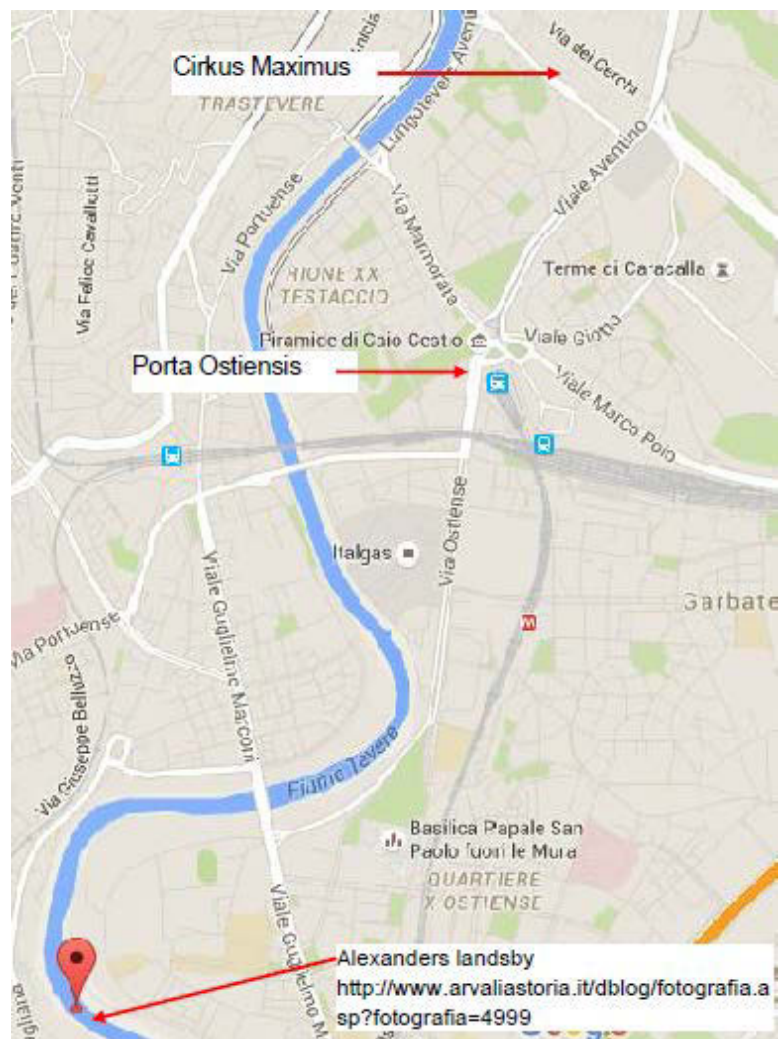 Cirkus Maximus
Via dei Cerchi
TRASTEVERE
Lungotevere Aventi
Via Felice Cavallotti
Via Portuense
Via Marmorata
Viale Aventino
RIONE XX
TESTACCIO
Terme di Caracalla
Piramide di Caio Cestio
Viale Giotto
Porta Ostiensis
Viale Marco Polo
Italgas
Via Ostiense
Garbate
M
Via Portuense
Viale Guglielmo Marconi
Via Giuseppe Belluzzo
Fiume Tevere
Basilica Papale San
Paolo fuori le Mura
QUARTIERE
X OSTIENSE
Viale Guglielmo M
Alexanders landsby
http://www.arvaliastoria.it/dblog/fotografia.a
sp?fotografia=4999
gliana